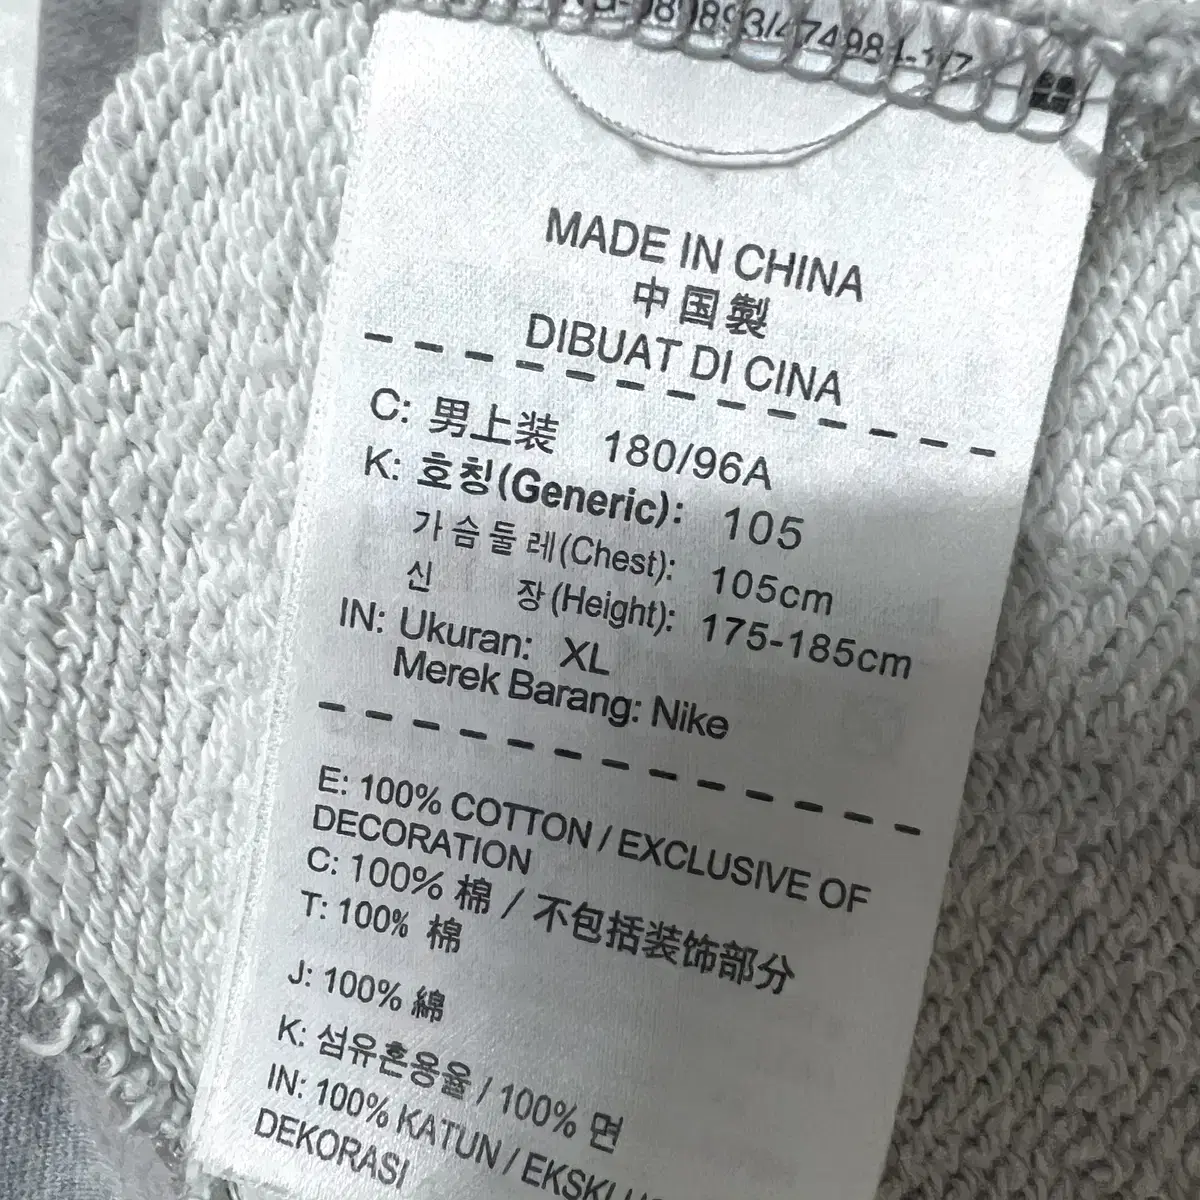 MADE IN CHINA
中国製
DIBUAT DI CINA
C: 男上装 180/96A
K: 호칭(Generic): 105
가슴둘레(Chest): 105cm
신 장(Height): 175-185cm
IN: Ukuran: XL
Merek Barang: Nike
E: 100% COTTON / EXCLUSIVE OF
DECORATION
C: 100% 棉 / 不包括装饰部分
T: 100% 棉
J: 100% 綿
K: 섬유혼용율 / 100% 면
IN: 100% KATUN /
DEKORASI